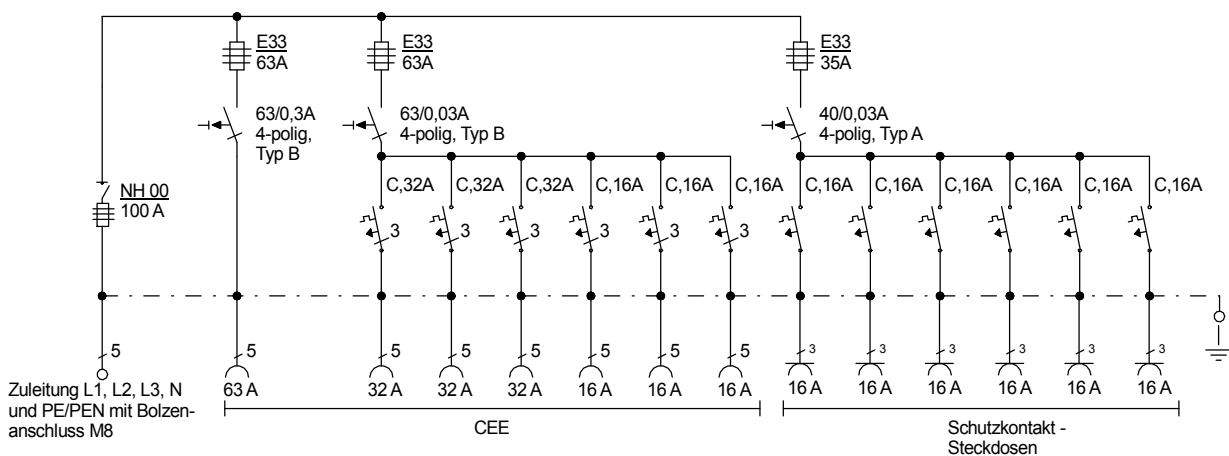 E33
63A
E33
63A
E33
35A
63/0,3A
4-polig,
Typ B
63/0,03A
4-polig, Typ B
40/0,03A
4-polig, Typ A
NH 00
100 A
C,32A C,32A C,32A C,16A C,16A C,16A C,16A C,16A C,16A C,16A C,16A C,16A
3 3 3 3 3 3
5 5 5 5 5 5 5 5 3 3 3 3 3 3
63 A 32 A 32 A 32 A 16 A 16 A 16 A 16 A 16 A 16 A 16 A 16 A 16 A
Zuleitung L1, L2, L3, N
und PE/PEN mit Bolzen-
anschluss M8
CEE
Schutzkontakt -
Steckdosen